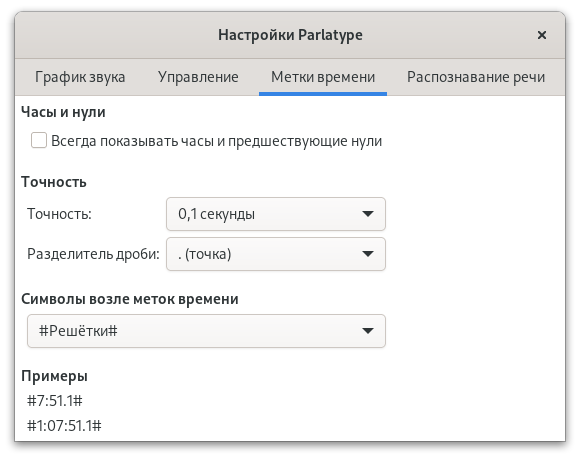 Настройки Parlatype
График звука Управление Метки времени Распознавание речи
Часы и нули
Всегда показывать часы и предшествующие нули
Точность
Точность: 0,1 секунды
Разделитель дроби: . (точка)
Символы возле меток времени
#Решётки#
Примеры
#7:51.1#
#1:07:51.1#